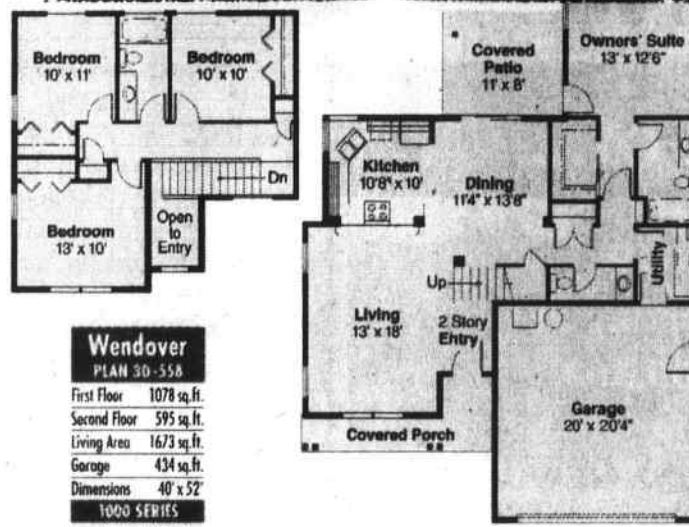 Bedroom
10' x 11'
Bedroom
10' x 10'
Dn
Bedroom
13' x 10'
Open
to
Entry
Covered
Patio
11' x 8'
Owners' Suite
13' x 12'6"
Kitchen
10'8" x 10'
Dining
11'4" x 13'8"
Up
Living
13' x 18'
2 Story
Entry
Utility
Garage
20' x 20'4"
Covered Porch
Wendover
PLAN 30-558
First Floor 1078 sq.ft.
Second Floor 595 sq.ft.
Living Area 1673 sq.ft.
Garage 434 sq.ft.
Dimensions 40' x 52'
1000 SERIES